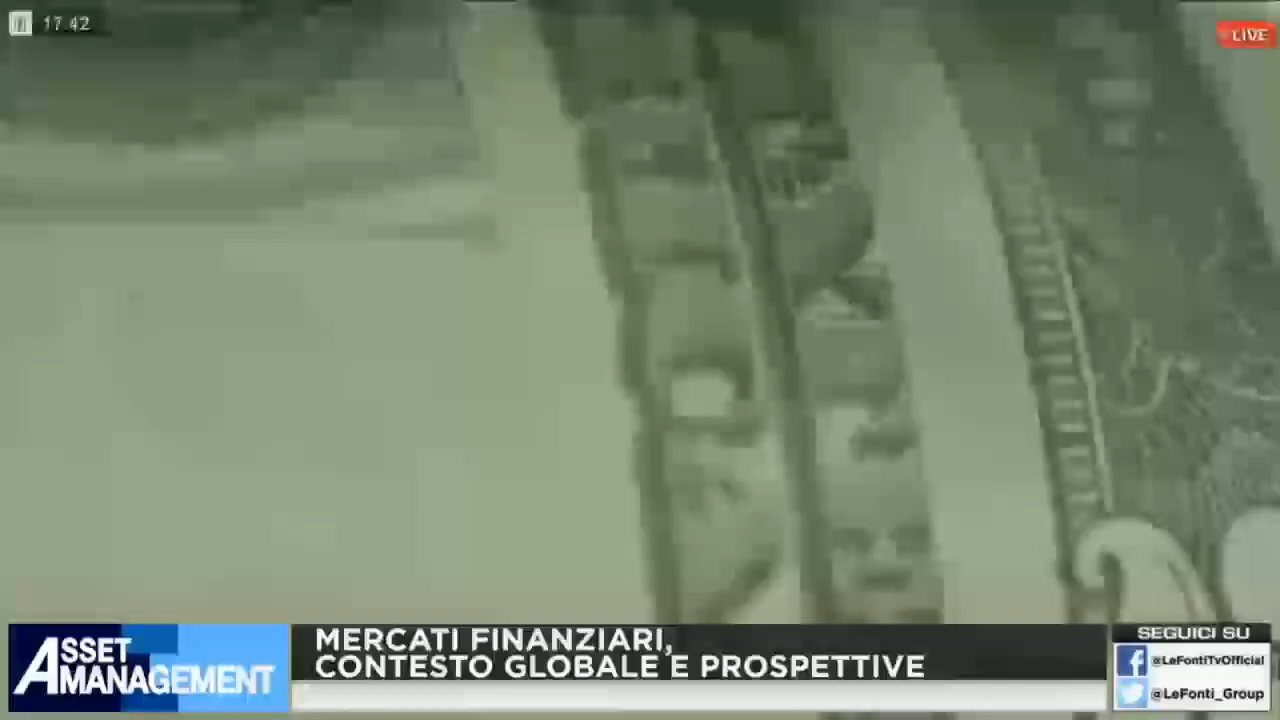 17.42
LIVE
ASSET
MANAGEMENT
MERCATI FINANZIARI,
CONTESTO GLOBALE E PROSPETTIVE
SEGUICI SU
@LeFontiTvOfficial
@LeFonti_Group